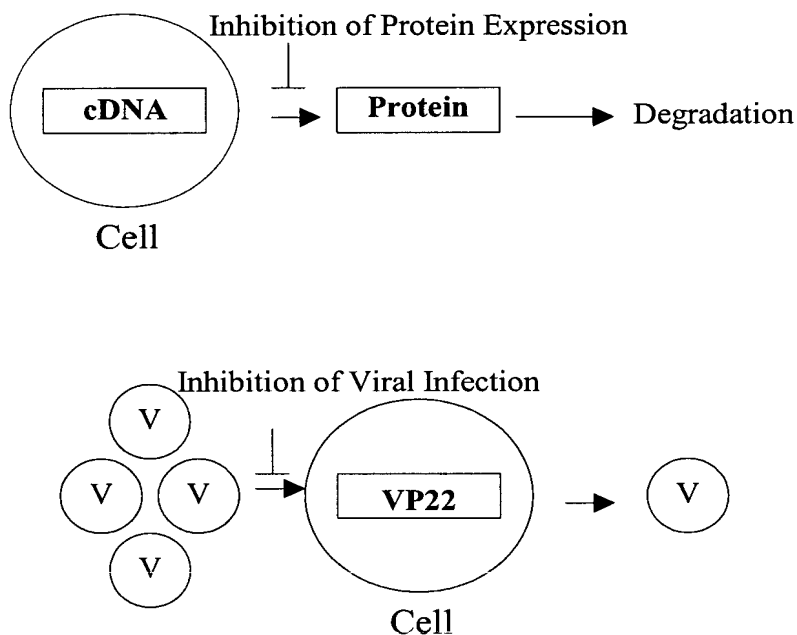 Inhibition of Protein Expression
cDNA
Protein
Degradation
Cell
Inhibition of Viral Infection
V
V
V
VP22
V
V
Cell